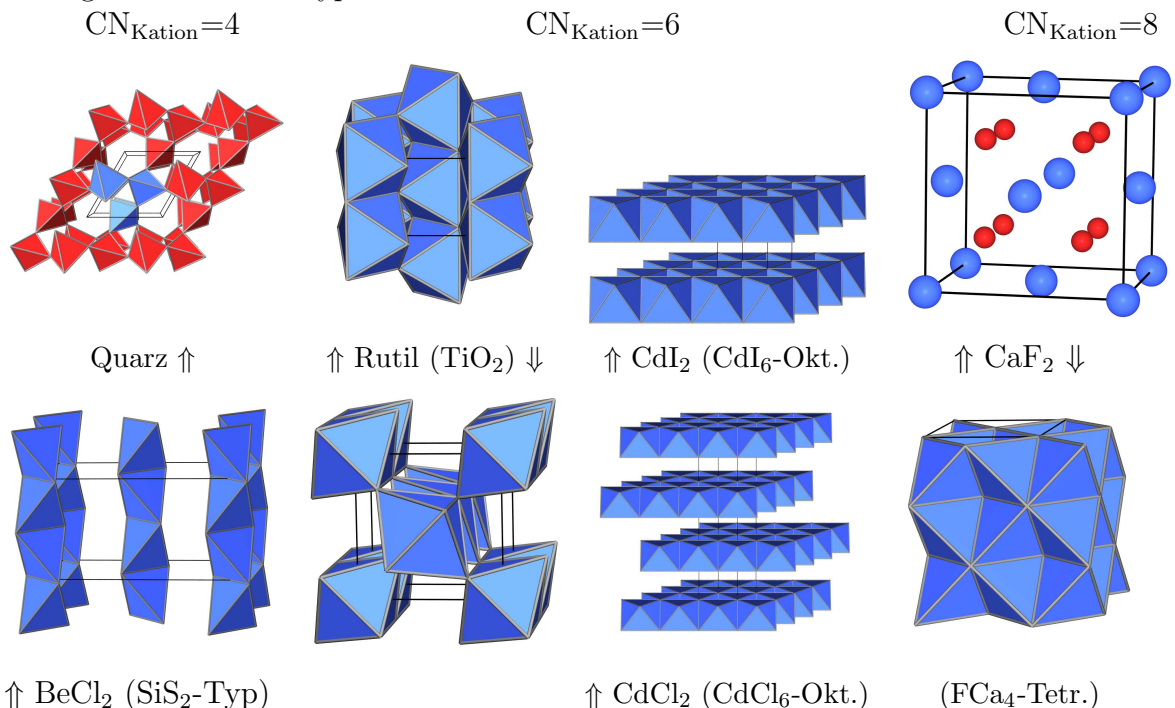 CN_Kation=4 CN_Kation=6 CN_Kation=8
Quarz ⇑ ⇑ Rutil (TiO₂) ⇓ ⇑ CdI₂ (CdI₆-Okt.) ⇑ CaF₂ ⇓
⇑ BeCl₂ (SiS₂-Typ) ⇑ CdCl₂ (CdCl₆-Okt.) (FCa₄-Tetr.)